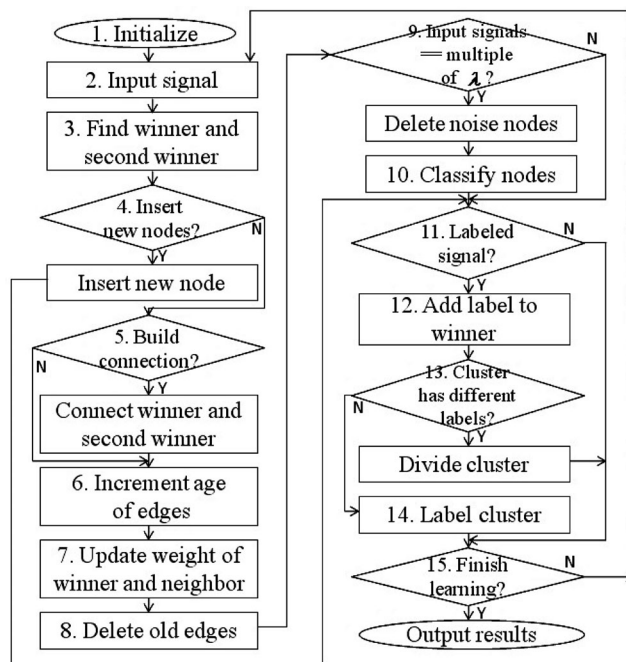 1. Initialize
2. Input signal
3. Find winner and
second winner
4. Insert
new nodes?
N
Y
Insert new node
5. Build
connection?
N
Y
Connect winner and
second winner
6. Increment age
of edges
7. Update weight of
winner and neighbor
8. Delete old edges
9. Input signals
== multiple
of λ ?
N
Y
Delete noise nodes
10. Classify nodes
11. Labeled
signal?
N
Y
12. Add label to
winner
13. Cluster
has different
labels?
N
Y
Divide cluster
14. Label cluster
15. Finish
learning?
N
Y
Output results